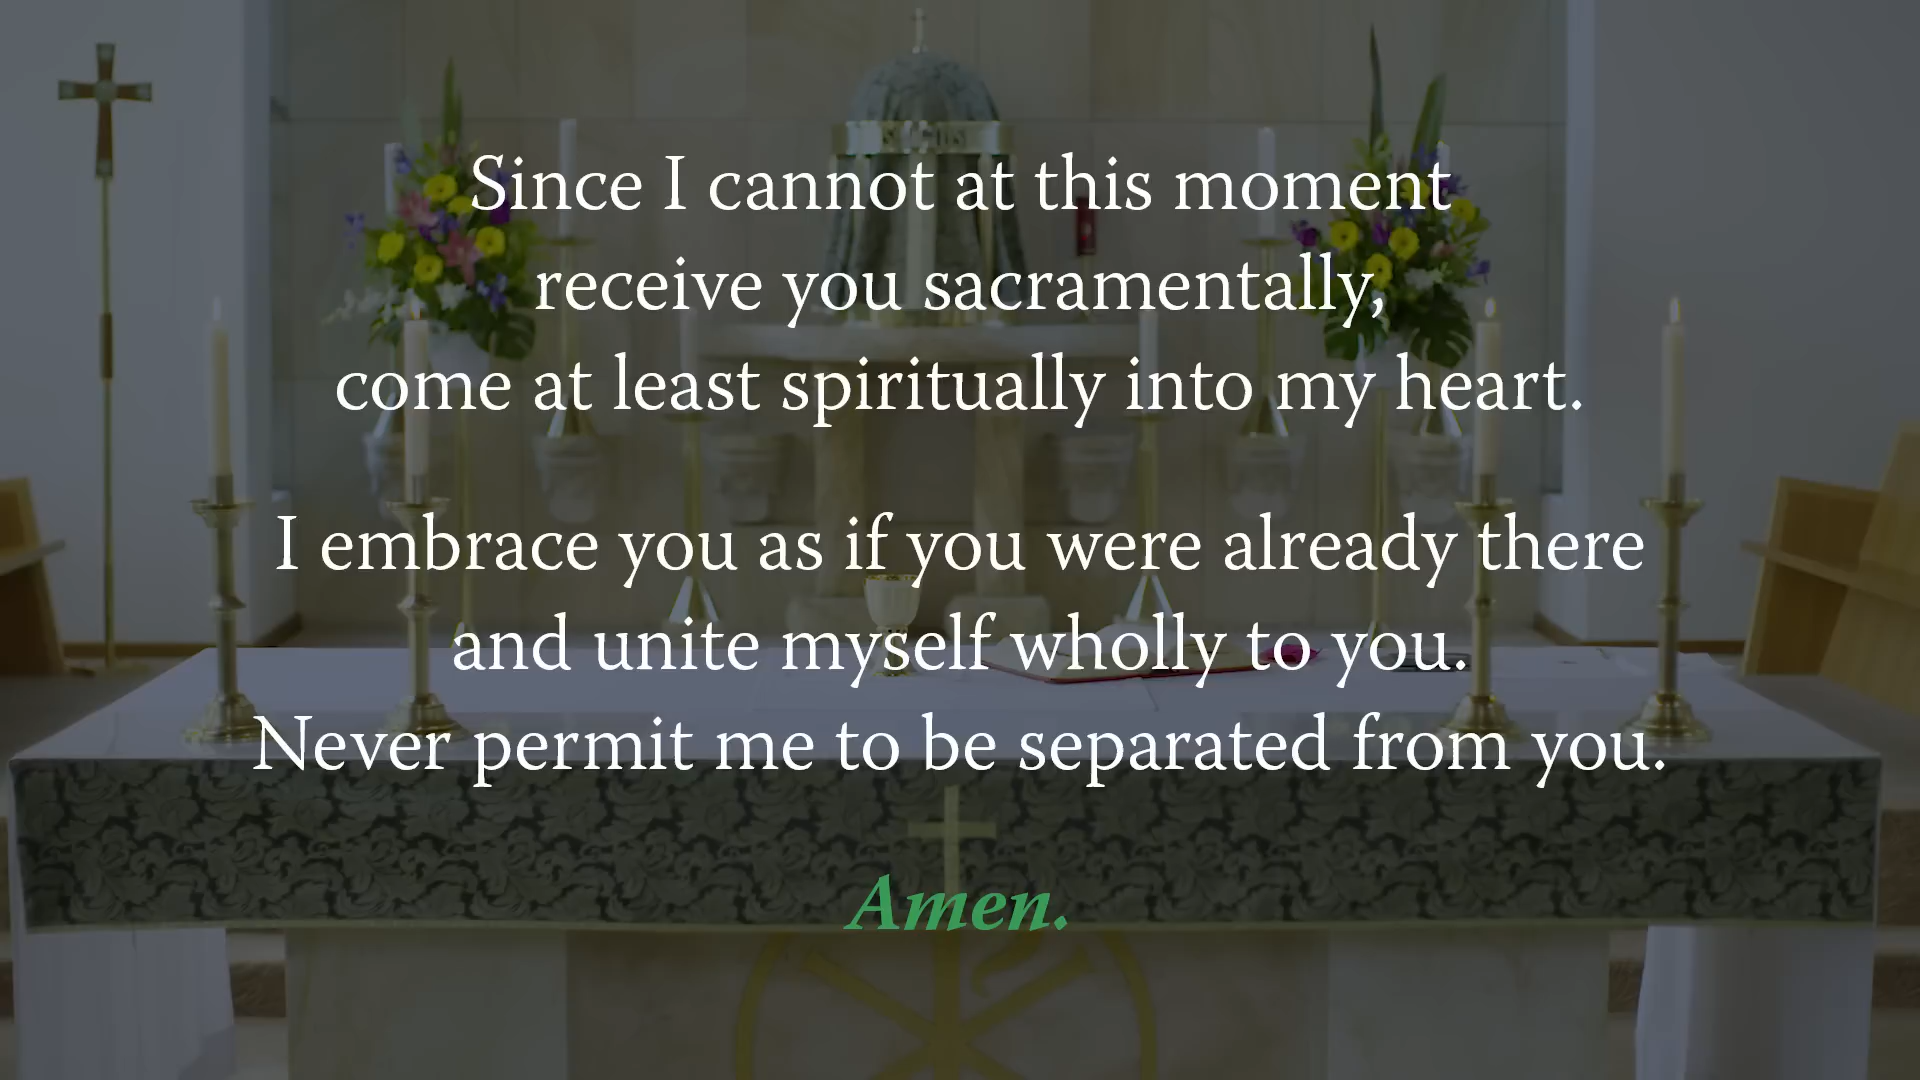 Since I cannot at this moment
receive you sacramentally,
come at least spiritually into my heart.
I embrace you as if you were already there
and unite myself wholly to you.
Never permit me to be separated from you.
Amen.